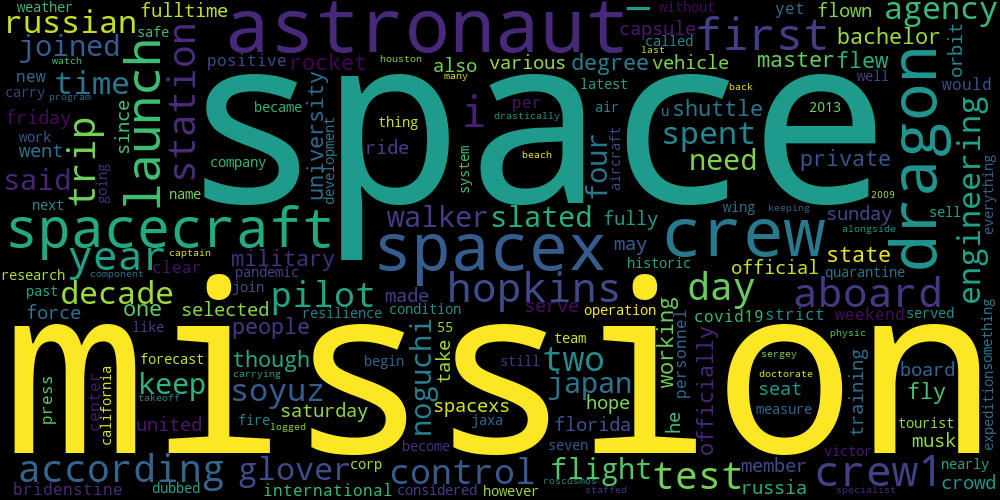 weather
russian
safe
fulltime
joined
watch
new
time
carry
program
friday
work
since
went
trip
going
said
launch
name
next
station
astronaut
positive
rocket
became
houston
many
last
also
various
called
without
capsule
degree
latest
per
drastically
air
first
vehicle
yet
flown
agency
bachelor
master
flew
orbit
well
would
back
2013
space
thing
ride
university
development
company
system
beach
i
u
shuttle
spent
four
aircraft
need
private
dragon
engineering
2009
everything
spacecraft
year
captain
research
component
clear
military
pandemic
past
decade
join
force
one
selected
made
condition
pilot
resilience
walker
slated
fully
wing
sunday
keeping
sell
spacex
crew
alongside
may
historic
state
official
international
quarantine
hopkins
day
aboard
serve
operation
covid19
strict
weekend
served
mission
like
people
forecast
though
carrying
keep
takeoff
soyuz
press
center
california
united
fire
logged
saturday
begin
noguchi
55
take
spacexs
jaxa
still
team
two
japan
hope
florida
become
seven
he
working
personnel
officially
sergey
physic
doctorate
seat
measure
training
board
fly
tourist
musk
victor
expeditionsomething
according
bridenstine
dubbed
glover
corp
control
considered
however
flight
roscosmos
staffed
test
member
russia
specialist
crew1
nearly
crowd